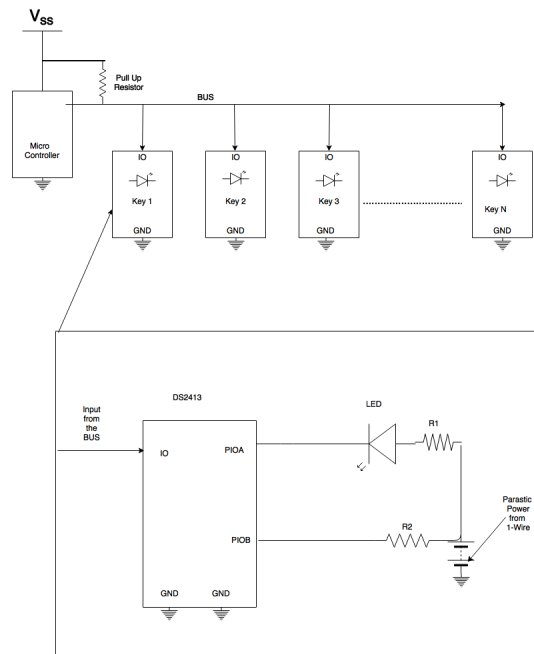 Vss
Pull Up
Resistor
BUS
Micro
Controller
IO
Key 1
GND
IO
Key 2
GND
IO
Key 3
GND
IO
Key N
GND
DS2413
LED
Input
from
the
BUS
IO
PIOA
R1
Parastic
Power
from
1-Wire
PIOB
R2
GND
GND